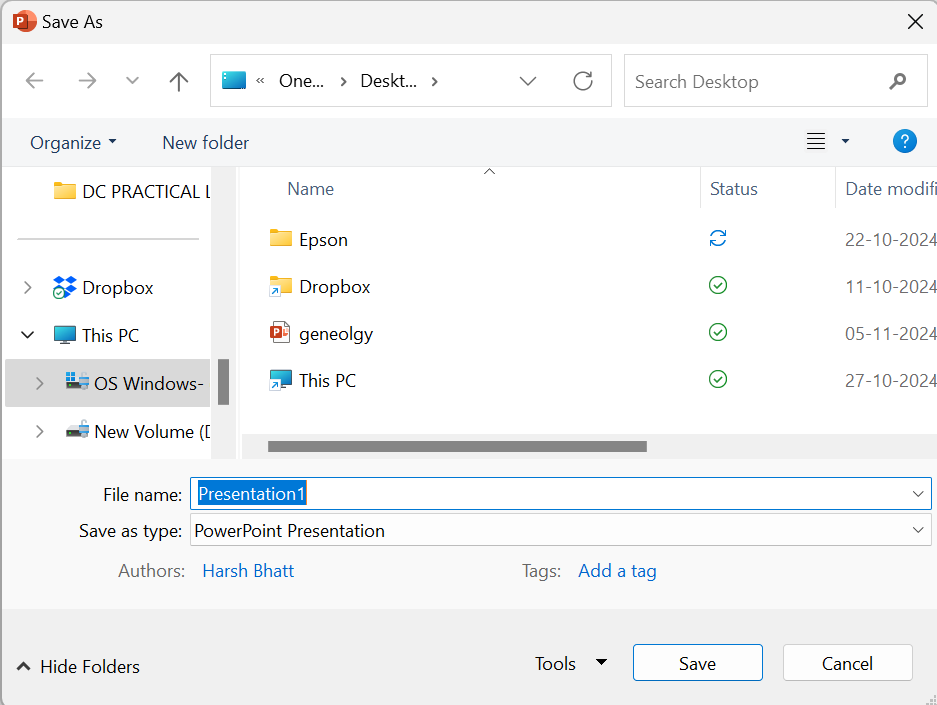 Save As
« One... > Deskt... >
Search Desktop
Organize
New folder
DC PRACTICAL L
Dropbox
This PC
OS Windows-
New Volume (D
Name Status Date modifi
Epson 22-10-2024
Dropbox 11-10-2024
geneolgy 05-11-2024
This PC 27-10-2024
File name: Presentation1
Save as type: PowerPoint Presentation
Authors: Harsh Bhatt Tags: Add a tag
Hide Folders
Tools
Save
Cancel